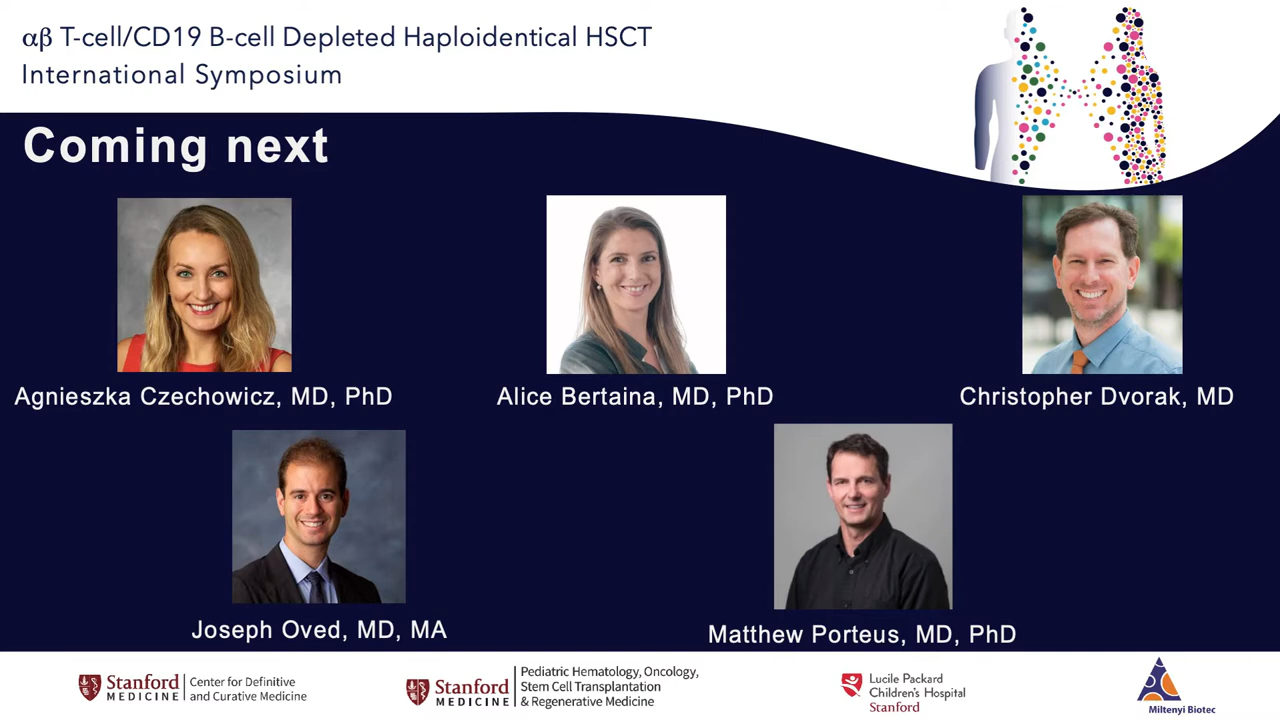 αβ T-cell/CD19 B-cell Depleted Haploidentical HSCT
International Symposium
Coming next
Agnieszka Czechowicz, MD, PhD
Alice Bertaina, MD, PhD
Christopher Dvorak, MD
Joseph Oved, MD, MA
Matthew Porteus, MD, PhD
Stanford
MEDICINE
Center for Definitive
and Curative Medicine
Stanford
MEDICINE
Pediatric Hematology, Oncology,
Stem Cell Transplantation
& Regenerative Medicine
Lucile Packard
Children's Hospital
Stanford
Miltenyi Biotec